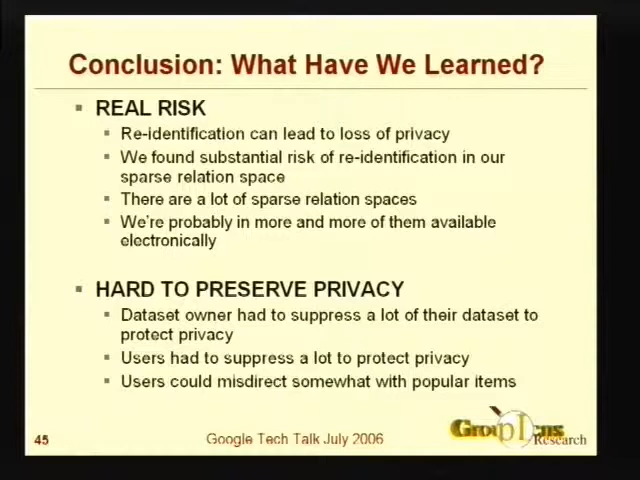 Conclusion: What Have We Learned?
REAL RISK
Re-identification can lead to loss of privacy
We found substantial risk of re-identification in our
sparse relation space
There are a lot of sparse relation spaces
We're probably in more and more of them available
electronically
HARD TO PRESERVE PRIVACY
Dataset owner had to suppress a lot of their dataset to
protect privacy
Users had to suppress a lot to protect privacy
Users could misdirect somewhat with popular items
45
Google Tech Talk July 2006
GroupLens
Research